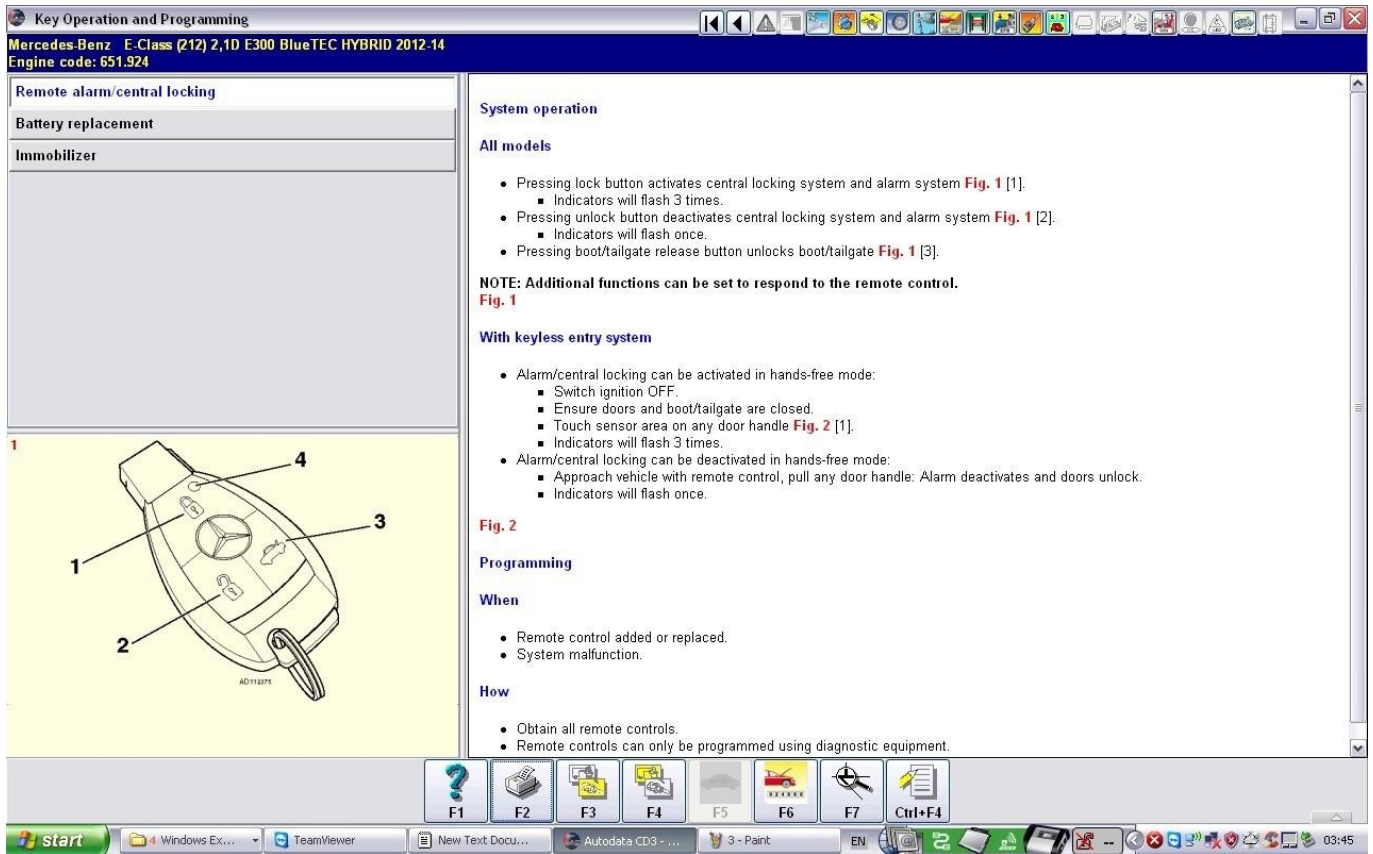 Key Operation and Programming
Mercedes-Benz E-Class (212) 2,1D E300 BlueTEC HYBRID 2012-14
Engine code: 651.924
Remote alarm/central locking
Battery replacement
Immobilizer
System operation
All models
Pressing lock button activates central locking system and alarm system Fig. 1 [1].
Indicators will flash 3 times.
Pressing unlock button deactivates central locking system and alarm system Fig. 1 [2].
Indicators will flash once.
Pressing boot/tailgate release button unlocks boot/tailgate Fig. 1 [3].
NOTE: Additional functions can be set to respond to the remote control.
Fig. 1
With keyless entry system
Alarm/central locking can be activated in hands-free mode:
Switch ignition OFF.
Ensure doors and boot/tailgate are closed.
Touch sensor area on any door handle Fig. 2 [1].
Indicators will flash 3 times.
Alarm/central locking can be deactivated in hands-free mode:
Approach vehicle with remote control, pull any door handle: Alarm deactivates and doors unlock.
Indicators will flash once.
Fig. 2
Programming
When
Remote control added or replaced.
System malfunction.
How
Obtain all remote controls.
Remote controls can only be programmed using diagnostic equipment.
1
4
3
1
2
F1 F2 F3 F4 F5 F6 F7 Ctrl+F4
start 4 Windows Ex... TeamViewer New Text Docu... Autodata CD3 - ... 3 - Paint EN 03:45